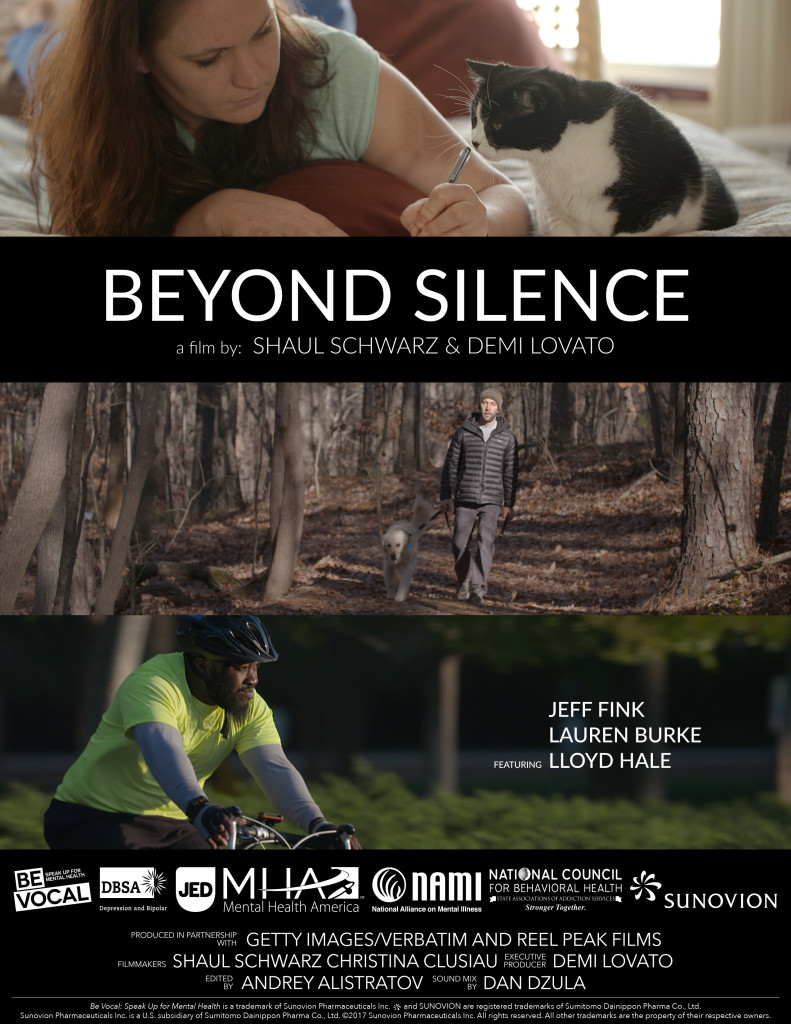 BEYOND SILENCE
a film by: SHAUL SCHWARZ & DEMI LOVATO
JEFF FINK
LAUREN BURKE
FEATURING LLOYD HALE
BE VOCAL SPEAK UP FOR MENTAL HEALTH
DBSA
Depression and Bipolar
JED
MHA
Mental Health America
NAMI
National Alliance on Mental Illness
NATIONAL COUNCIL
FOR BEHAVIORAL HEALTH
STATE ASSOCIATIONS OF ADDICTION SERVICES
Stronger Together.
SUNOVION
PRODUCED IN PARTNERSHIP WITH GETTY IMAGES/VERBATIM AND REEL PEAK FILMS
FILMMAKERS SHAUL SCHWARZ CHRISTINA CLUSIAU EXECUTIVE PRODUCER DEMI LOVATO
EDITED BY ANDREY ALISTRATOV SOUND MIX BY DAN DZULA
Be Vocal: Speak Up for Mental Health is a trademark of Sunovion Pharmaceuticals Inc. and SUNOVION are registered trademarks of Sumitomo Dainippon Pharma Co., Ltd.
Sunovion Pharmaceuticals Inc. is a U.S. subsidiary of Sumitomo Dainippon Pharma Co., Ltd. ©2017 Sunovion Pharmaceuticals Inc. All rights reserved. All other trademarks are the property of their respective owners.